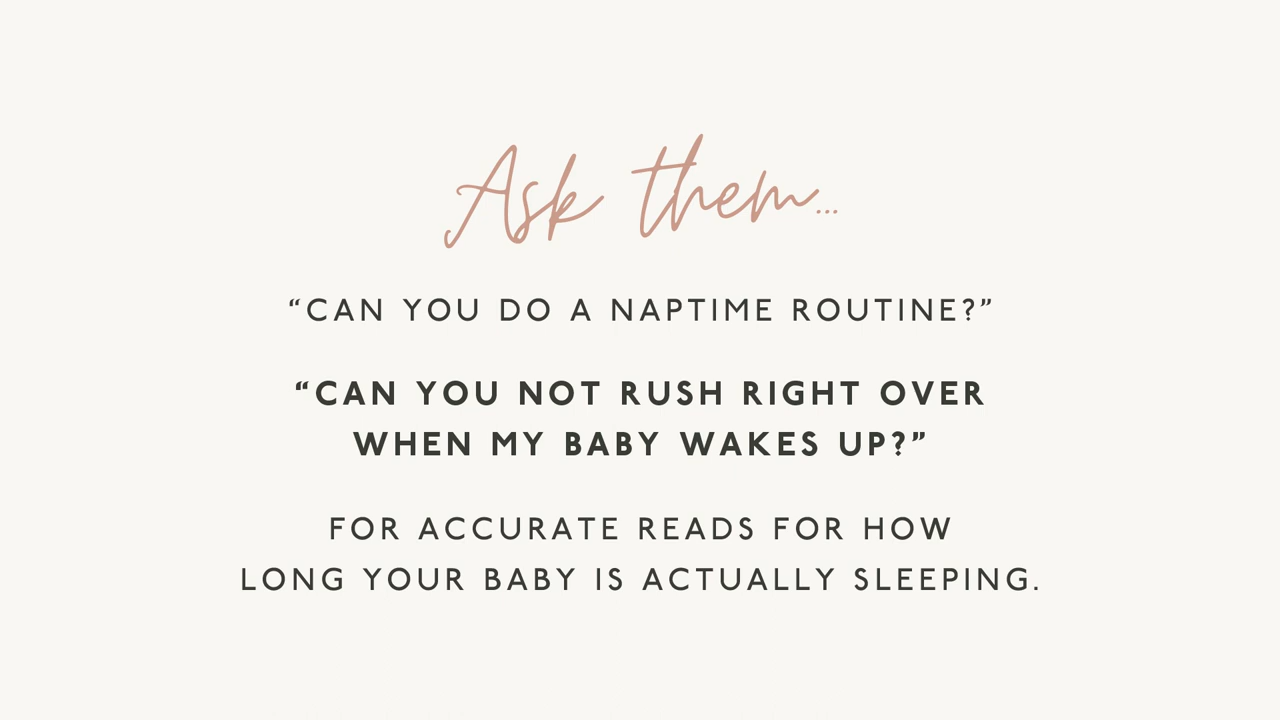 Ask them...
“CAN YOU DO A NAPTIME ROUTINE?”
“CAN YOU NOT RUSH RIGHT OVER
WHEN MY BABY WAKES UP?”
FOR ACCURATE READS FOR HOW
LONG YOUR BABY IS ACTUALLY SLEEPING.